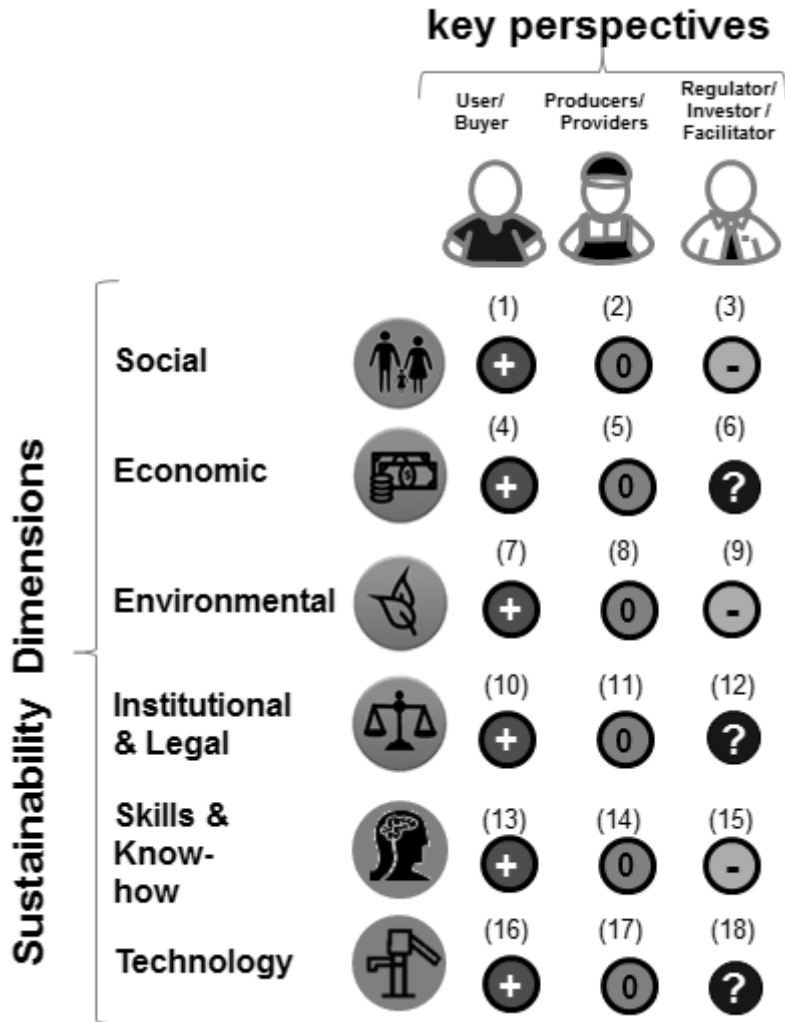 key perspectives
User/
Buyer
Producers/
Providers
Regulator/
Investor /
Facilitator
Sustainability Dimensions
(1) (2) (3)
Social + 0 -
(4) (5) (6)
Economic + 0 ?
(7) (8) (9)
Environmental + 0 -
(10) (11) (12)
Institutional
& Legal + 0 ?
(13) (14) (15)
Skills &
Know- + 0 -
how
(16) (17) (18)
Technology + 0 ?